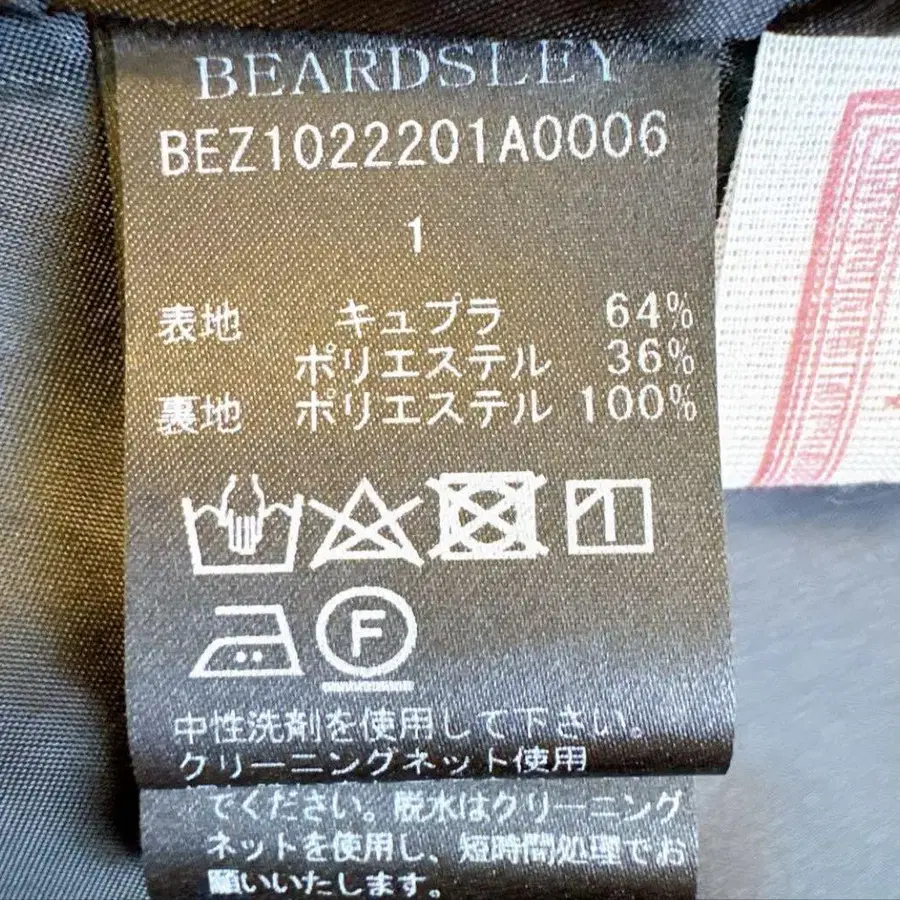 BEARDSLEY
BEZ1022201A0006
1
表地 キュプラ 64%
ポリエステル 36%
裏地 ポリエステル 100%
F
中性洗剤を使用して下さい。
クリーニングネット使用
でください。脱水はクリーニング
ネットを使用し、短時間処理でお
願いいたします。